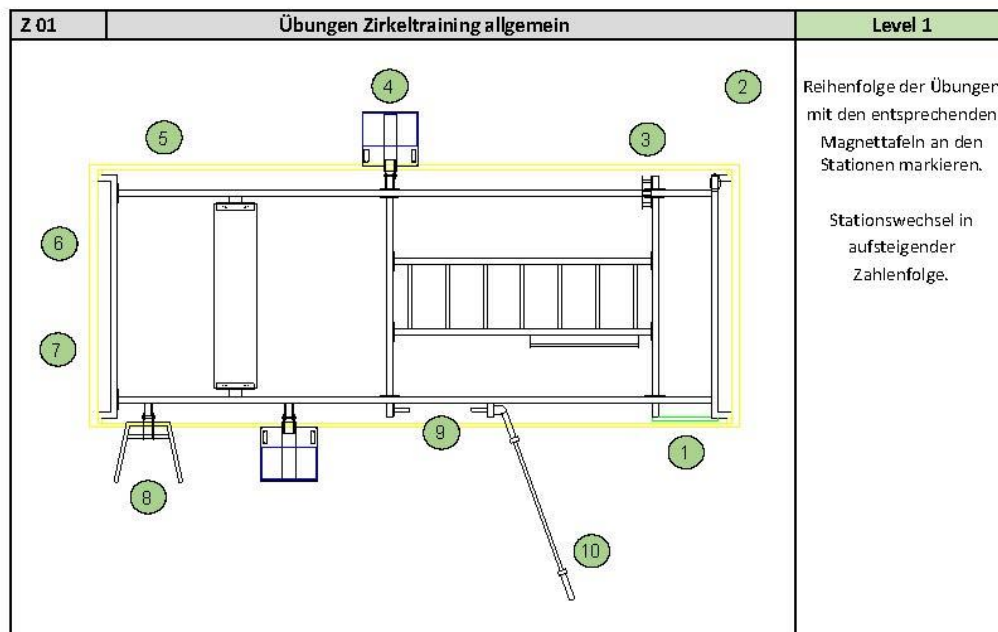 Z 01
Übungen Zirkeltraining allgemein
Level 1
Reihenfolge der Übungen
mit den entsprechenden
Magnettafeln an den
Stationen markieren.
Stationswechsel in
aufsteigender
Zahlenfolge.
4
2
5
3
6
7
9
1
8
10